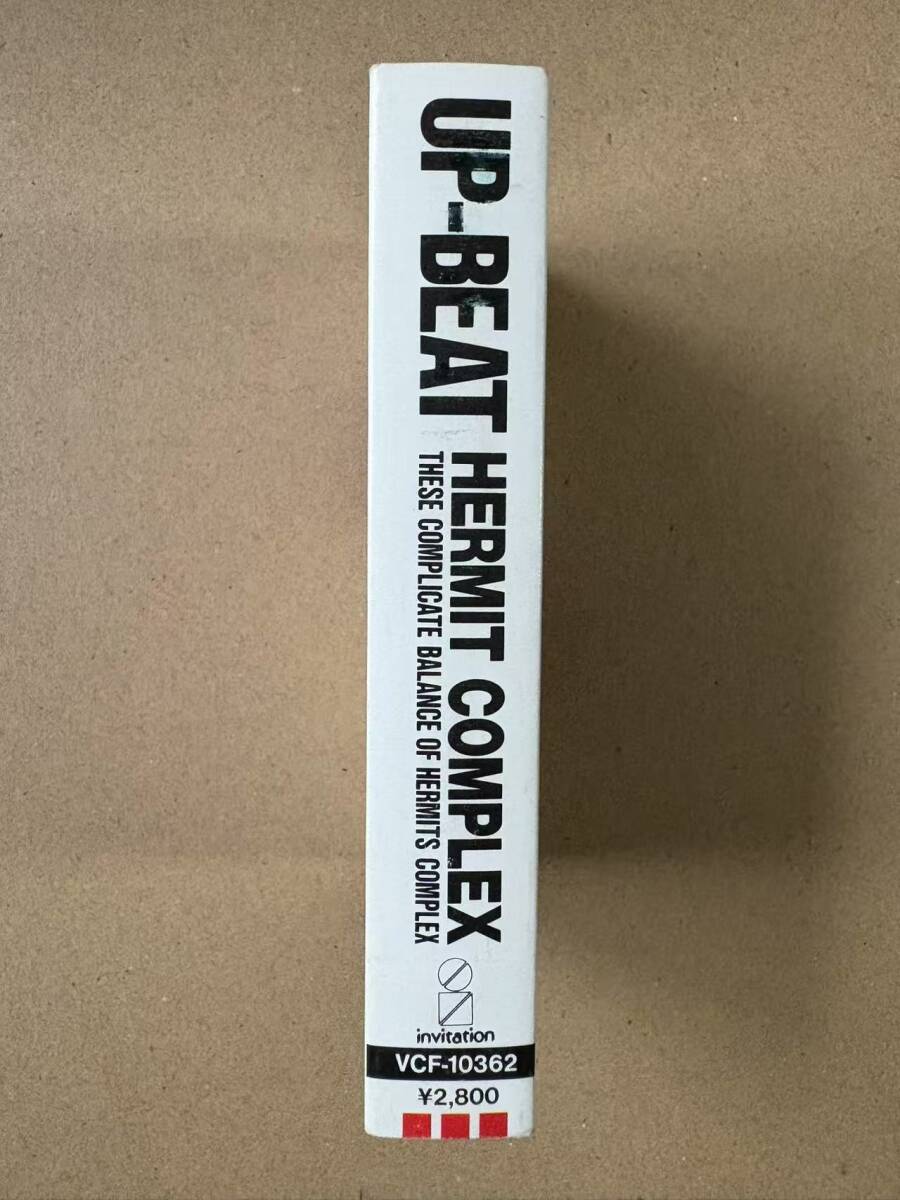 UP-BEAT HERMIT COMPLEX
THESE COMPLICATE BALANCE OF HERMITS COMPLEX
invitation
VCF-10362
¥2,800